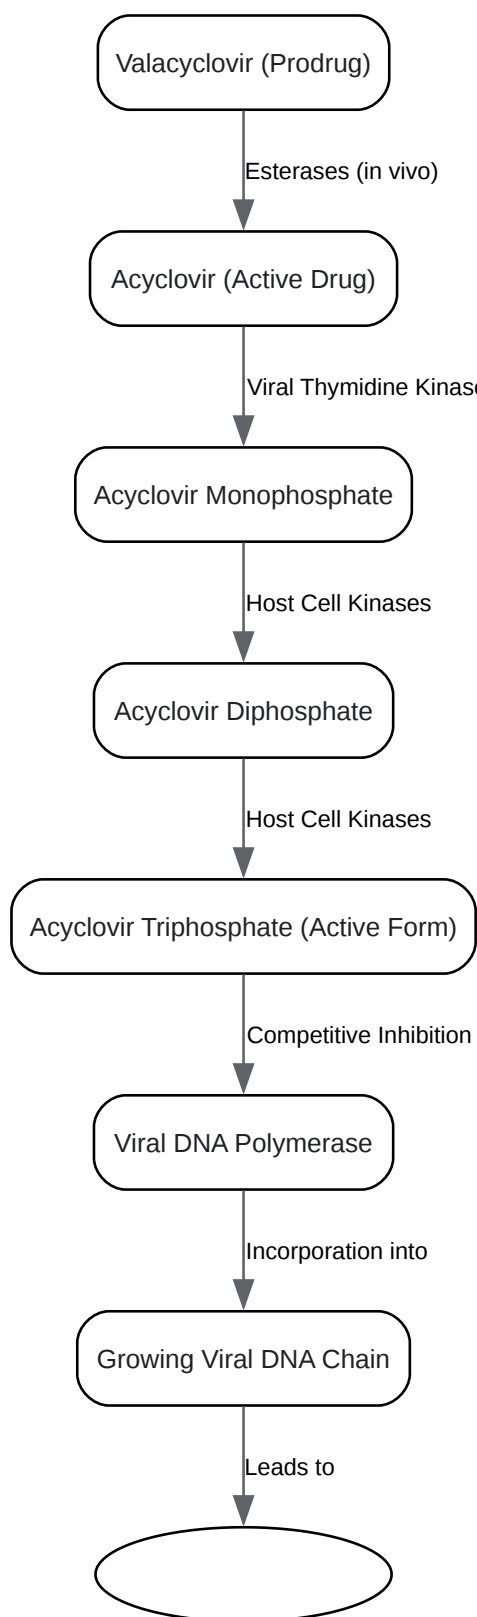 Valacyclovir (Prodrug)
Esterases (in vivo)
Acyclovir (Active Drug)
Viral Thymidine Kinase
Acyclovir Monophosphate
Host Cell Kinases
Acyclovir Diphosphate
Host Cell Kinases
Acyclovir Triphosphate (Active Form)
Competitive Inhibition
Viral DNA Polymerase
Incorporation into
Growing Viral DNA Chain
Leads to